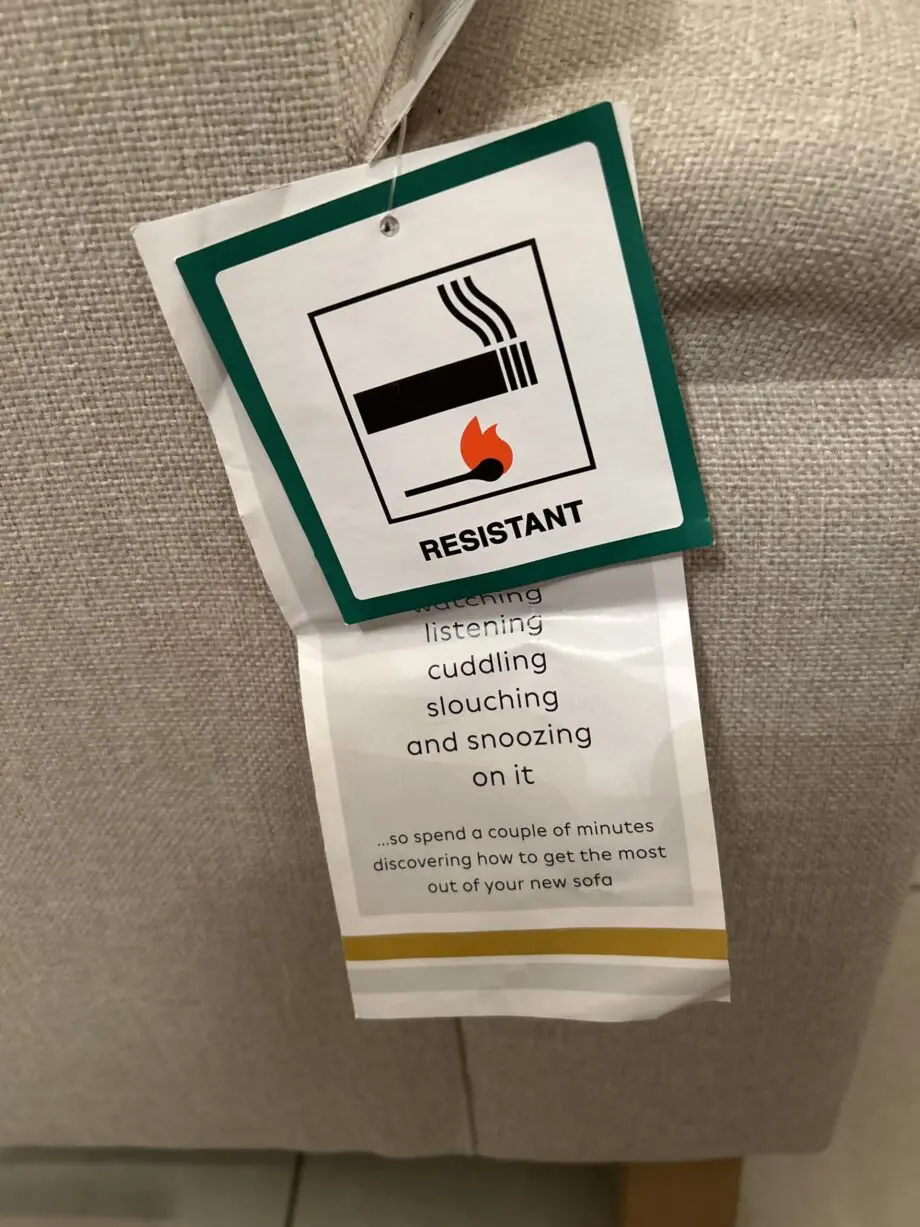 RESISTANT
watching
listening
cuddling
slouching
and snoozing
on it
...so spend a couple of minutes
discovering how to get the most
out of your new sofa